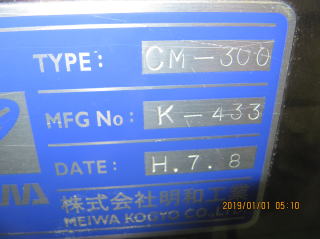 TYPE: CM-300
MFG No: K-433
DATE: H.7.8
株式会社明和工業
MEIWA KOGYO CO.,LTD
2019/01/01 05:10